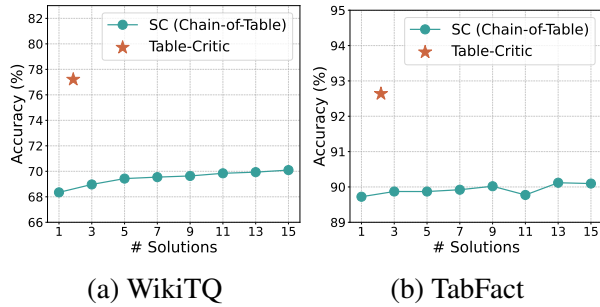 82
80
78
76
74
72
70
68
66
Accuracy (%)
SC (Chain-of-Table)
Table-Critic
1 3 5 7 9 11 13 15
# Solutions
(a) WikiTQ
95
94
93
92
91
90
89
Accuracy (%)
SC (Chain-of-Table)
Table-Critic
1 3 5 7 9 11 13 15
# Solutions
(b) TabFact